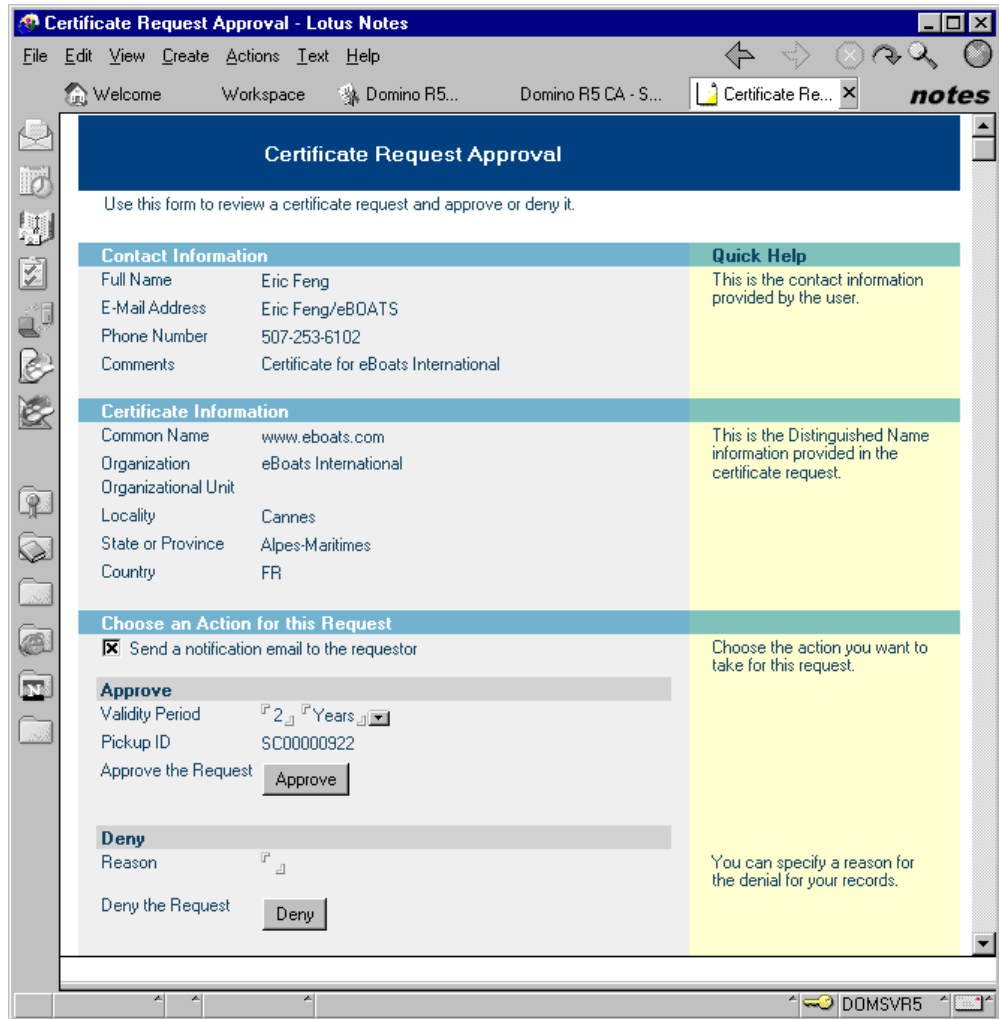 Certificate Request Approval - Lotus Notes
File Edit View Create Actions Text Help
Welcome Workspace Domino R5... Domino R5 CA - S... Certificate Re... notes
Certificate Request Approval
Use this form to review a certificate request and approve or deny it.
Contact Information
Full Name Eric Feng
E-Mail Address Eric Feng/eBOATS
Phone Number 507-253-6102
Comments Certificate for eBoats International
Quick Help
This is the contact information
provided by the user.
Certificate Information
Common Name www.eboats.com
Organization eBoats International
Organizational Unit
Locality Cannes
State or Province Alpes-Maritimes
Country FR
This is the Distinguished Name
information provided in the
certificate request.
Choose an Action for this Request
Send a notification email to the requestor
Choose the action you want to
take for this request.
Approve
Validity Period 2 Years
Pickup ID SC00000922
Approve the Request Approve
Deny
Reason
You can specify a reason for
the denial for your records.
Deny the Request Deny
DOMSVR5